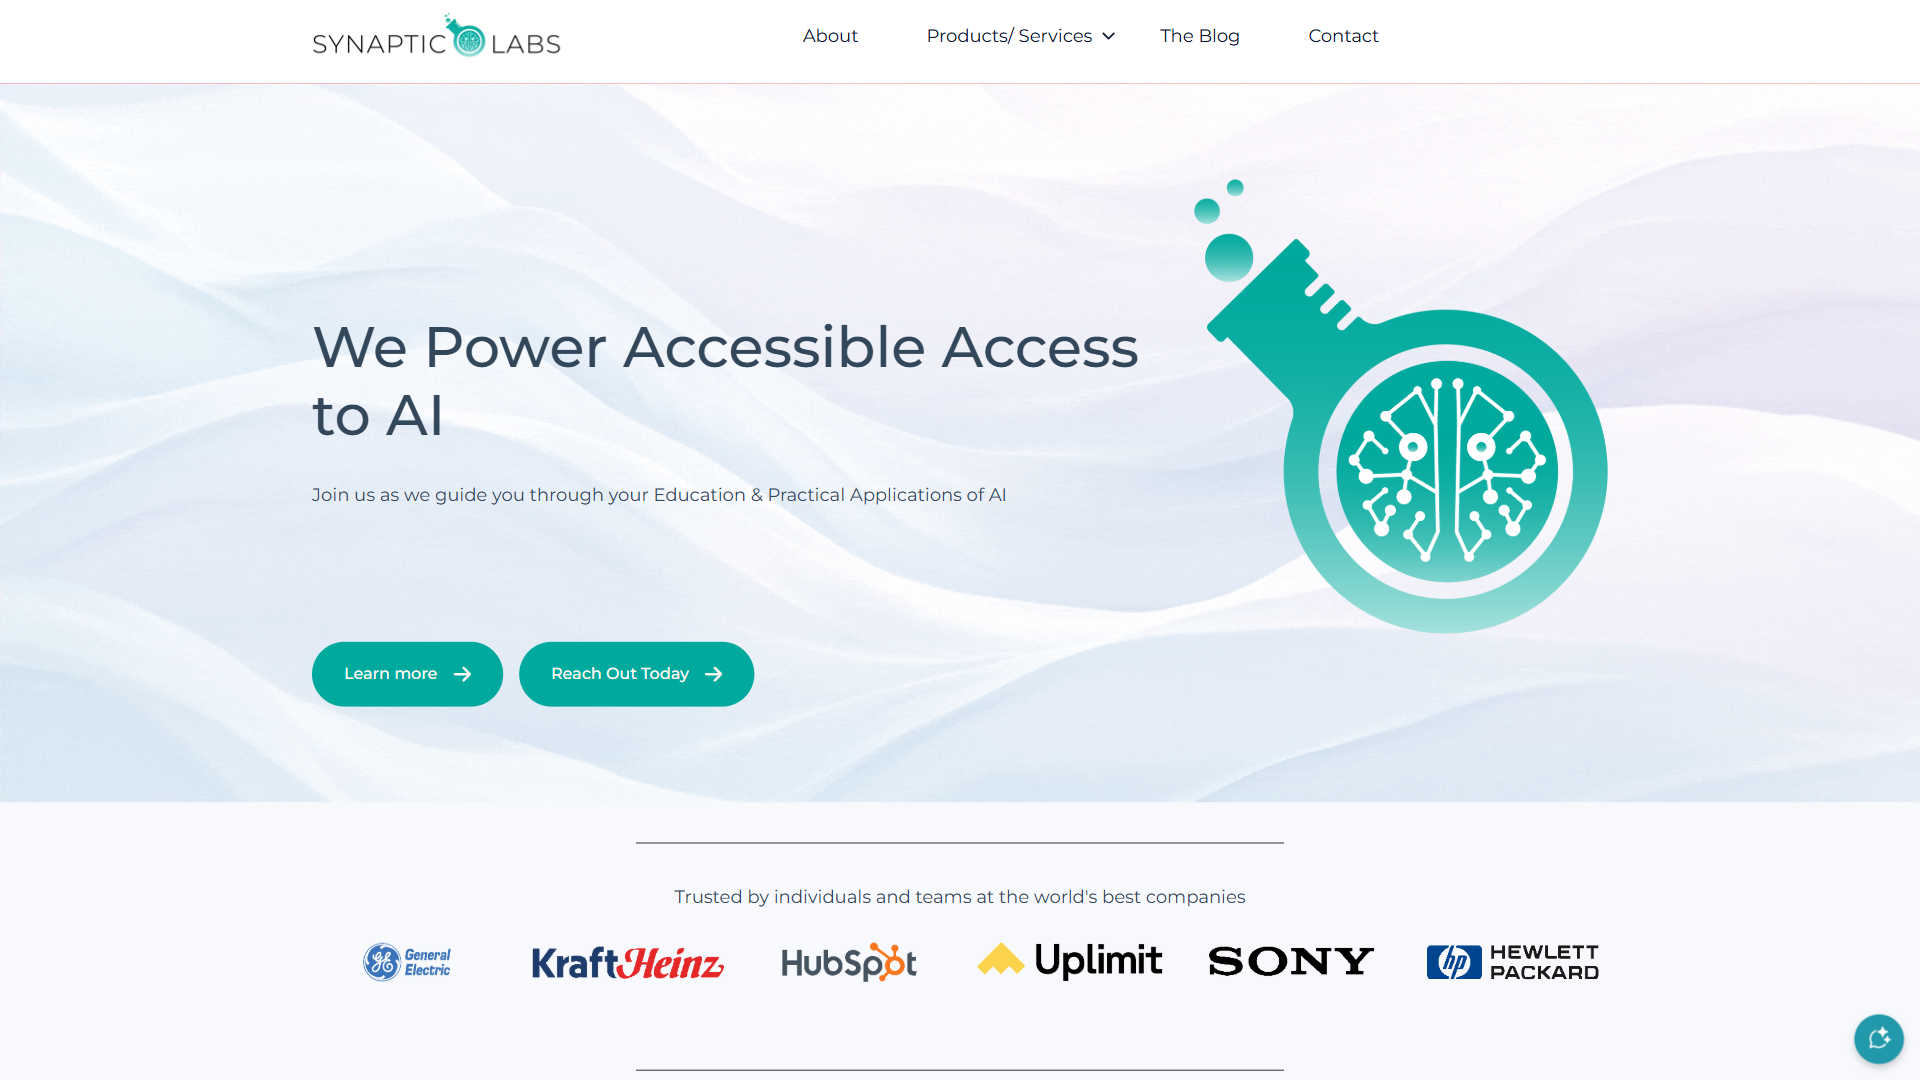 SYNAPTIC LABS
About
Products/ Services
The Blog
Contact
We Power Accessible Access
to AI
Join us as we guide you through your Education & Practical Applications of AI
Learn more
Reach Out Today
Trusted by individuals and teams at the world's best companies
GE General
Electric
KraftHeinz
HubSpot
Uplimit
SONY
hp HEWLETT
PACKARD